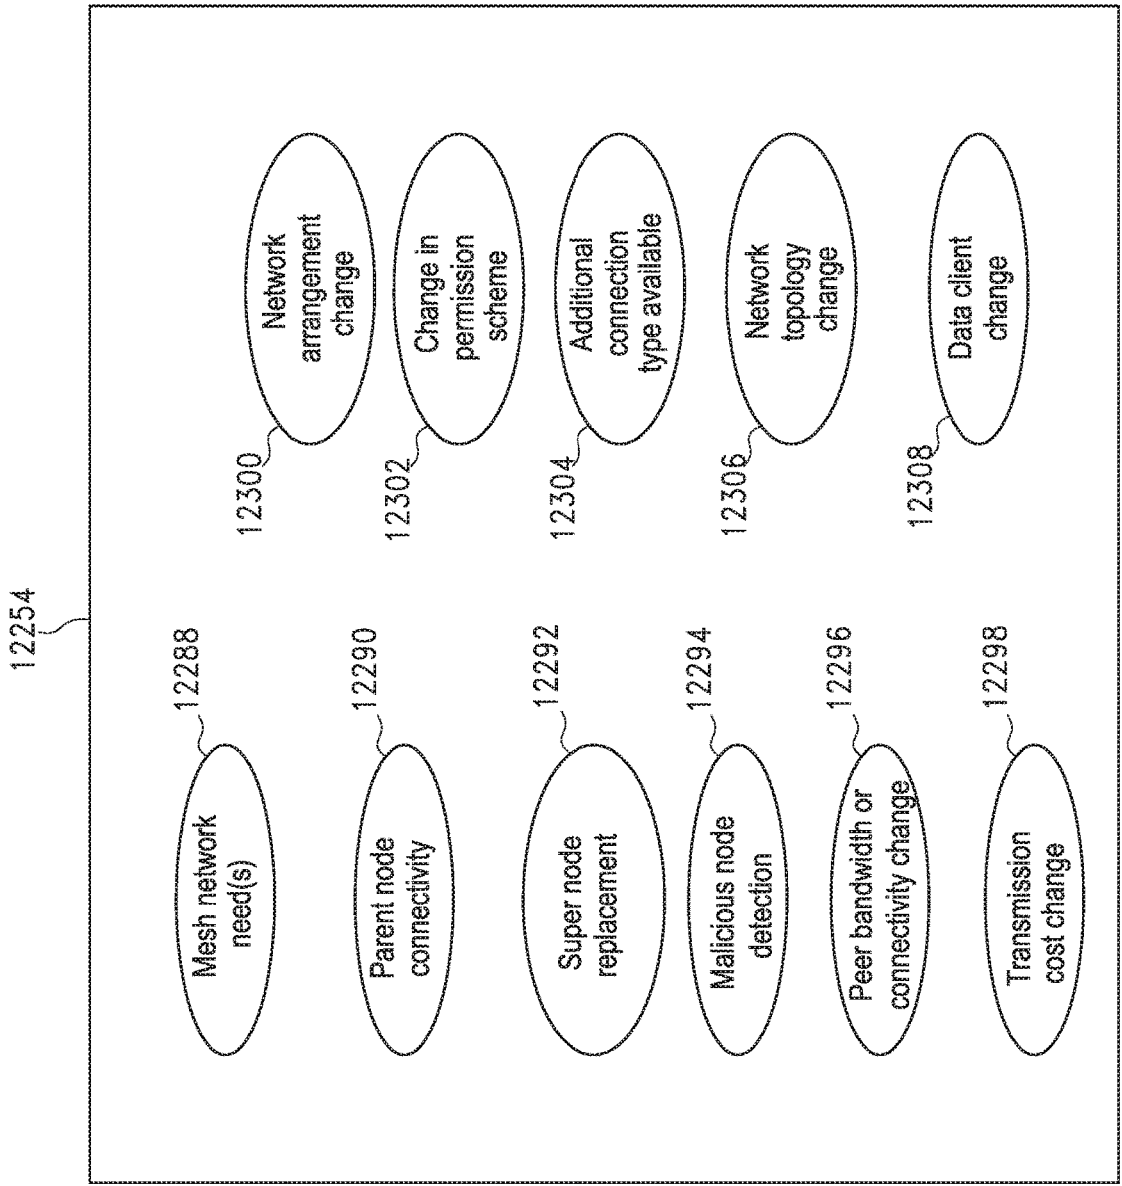 12254
12288
Mesh network
need(s)
12290
Parent node
connectivity
12292
Super node
replacement
12294
Malicious node
detection
12296
Peer bandwidth or
connectivity change
12298
Transmission
cost change
12300
Network
arrangement
change
12302
Change in
permission
scheme
12304
Additional
connection
type available
12306
Network
topology
change
12308
Data client
change